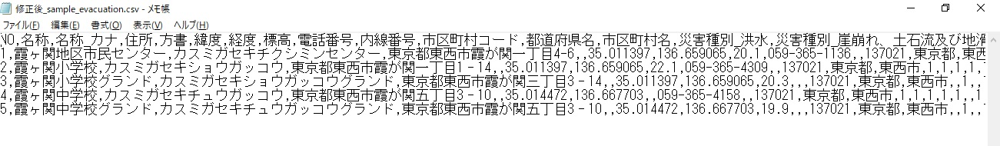 修正後_sample_evacuation.csv - メモ帳
ファイル(F) 編集(E) 書式(O) 表示(V) ヘルプ(H)
NO,名称,名称_カナ,住所,方書,緯度,経度,標高,電話番号,内線番号,市区町村コード,都道府県名,市区町村名,災害種別_洪水,災害種別_崖崩れ、土石流及び地滑
1,霞ヶ関地区市民センター,カスミガセキチクシミンセンター,東京都東西市霞が関一丁目4-6,,35.011397,136.659065,20.1,059-365-1136,,137021,東京都,東西
2,霞ヶ関小学校,カスミガセキショウガッコウ,東京都東西市霞が関一丁目1‐14,,35.011397,136.659065,22.1,059-365-4309,,137021,東京都,東西市,1,1,1,1,
3,霞ヶ関小学校グランド,カスミガセキショウガッコウグランド,東京都東西市霞が関三丁目3‐14,,35.011397,136.659065,20.3,,,137021,東京都,東西市,,1,,
4,霞ヶ関中学校,カスミガセキチュウガッコウ,東京都東西市霞が関五丁目3‐10,,35.014472,136.667703,,059-365-4158,,137021,東京都,東西市,1,1,1,1,1,,1
5,霞ヶ関中学校グランド,カスミガセキチュウガッコウグランド,東京都東西市霞が関五丁目3‐10,,35.014472,136.667703,19.9,,,137021,東京都,東西市,,1,,